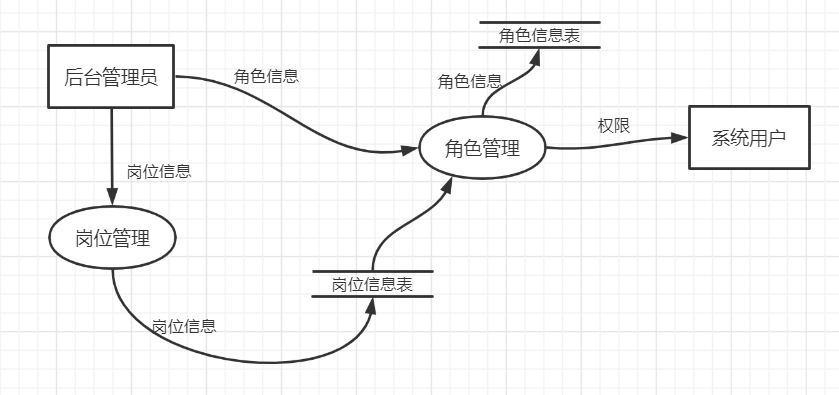 角色信息表
后台管理员
角色信息
角色信息
权限
系统用户
角色管理
岗位信息
岗位管理
岗位信息表
岗位信息